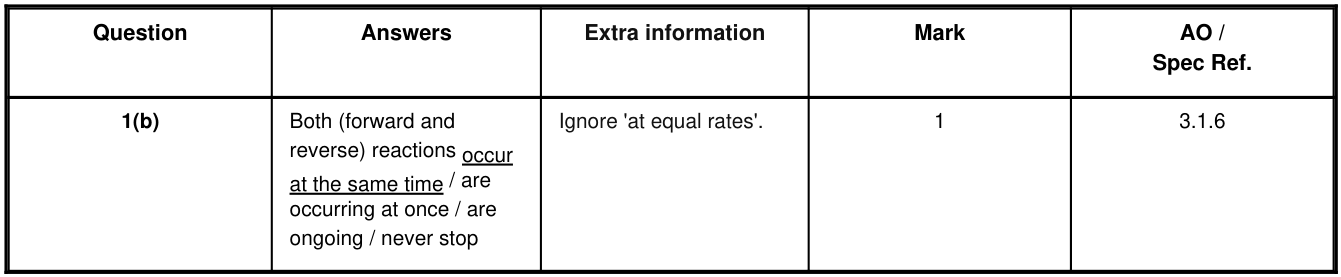 Question
Answers
Extra information
Mark
AO /
Spec Ref.
1(b)
Both (forward and
reverse) reactions occur
at the same time / are
occurring at once / are
ongoing / never stop
Ignore 'at equal rates'.
1
3.1.6